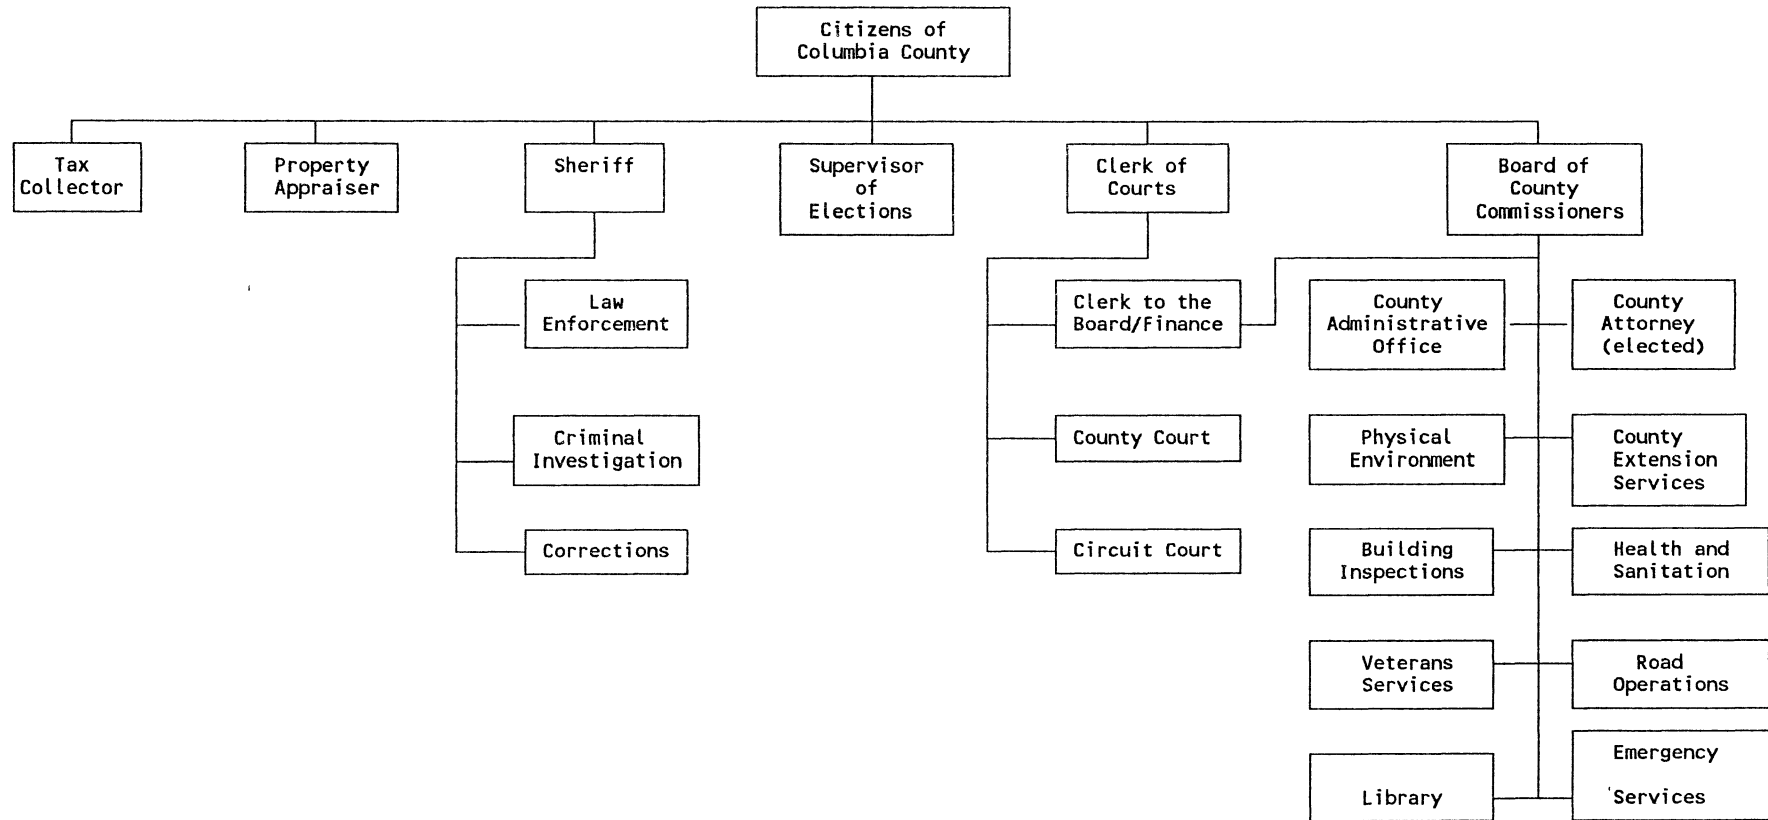 Citizens of
Columbia County
Tax
Collector
Property
Appraiser
Sheriff
Supervisor
of
Elections
Clerk of
Courts
Board of
County
Commissioners
Law
Enforcement
Clerk to the
Board/Finance
County
Administrative
Office
County
Attorney
(elected)
Criminal
Investigation
County Court
Physical
Environment
County
Extension
Services
Corrections
Circuit Court
Building
Inspections
Health and
Sanitation
Veterans
Services
Road
Operations
Library
Emergency
Services